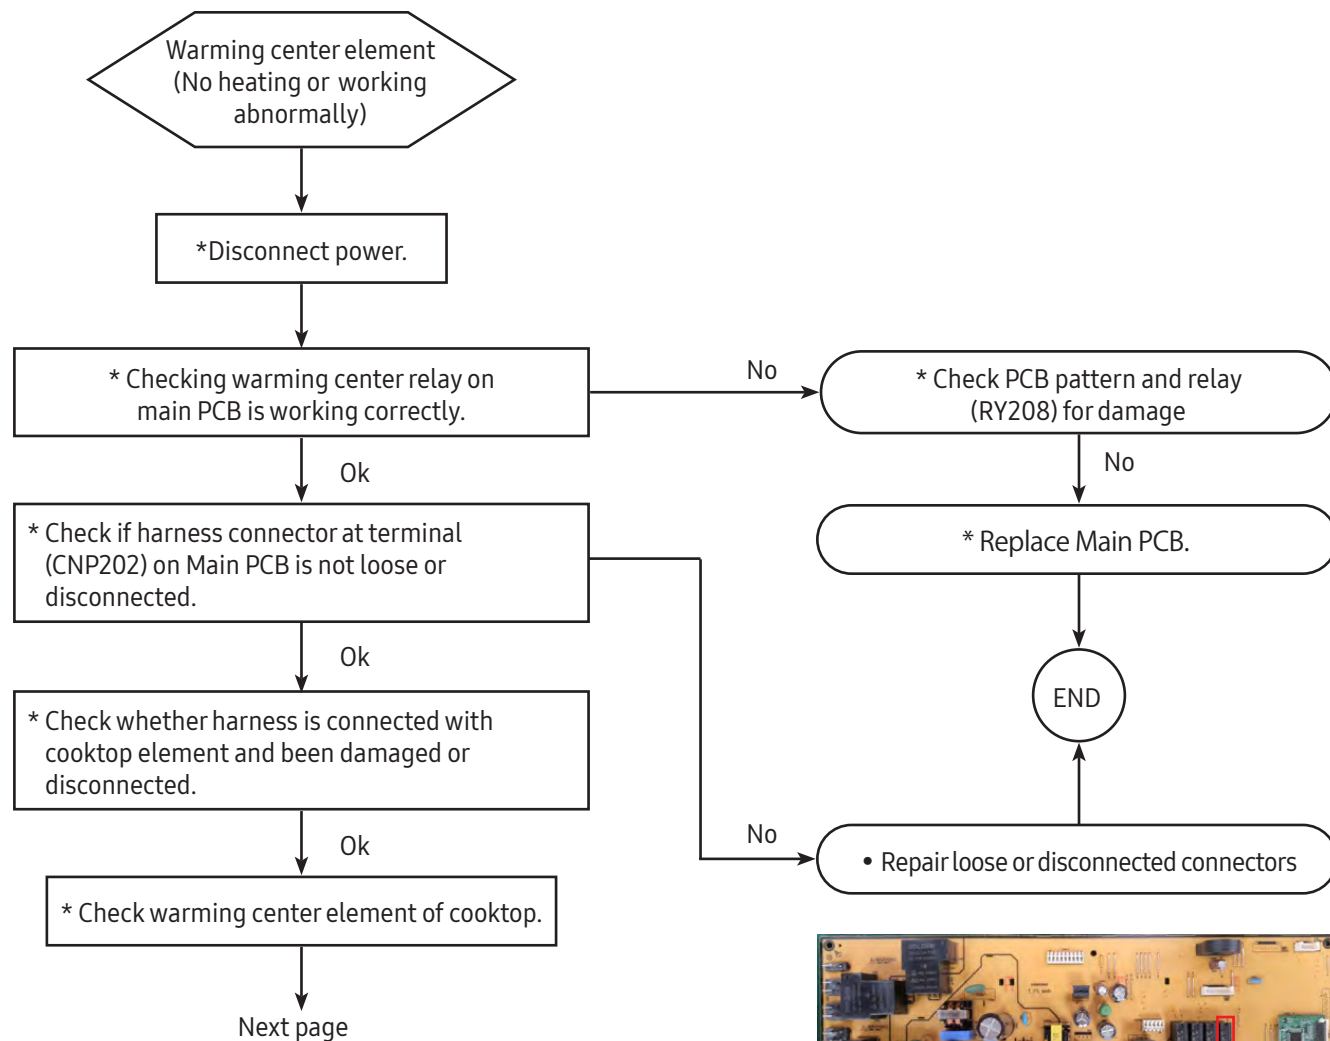 Warming center element
(No heating or working
abnormally)
*Disconnect power.
* Checking warming center relay on
main PCB is working correctly.
No
* Check PCB pattern and relay
(RY208) for damage
Ok
No
* Check if harness connector at terminal
(CNP202) on Main PCB is not loose or
disconnected.
* Replace Main PCB.
Ok
END
* Check whether harness is connected with
cooktop element and been damaged or
disconnected.
Ok
No
• Repair loose or disconnected connectors
* Check warming center element of cooktop.
Next page